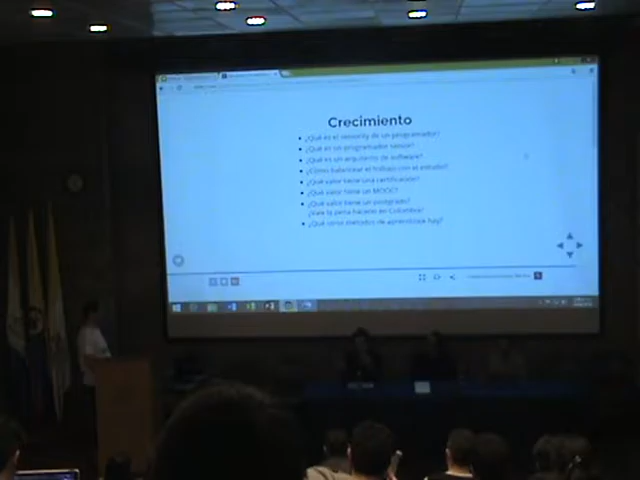 Crecimiento
¿Qué es el seniority de un programador?
¿Qué es un programador senior?
¿Qué es un arquitecto de software?
¿Cómo balancear el trabajo con el estudio?
¿Qué valor tiene una certificación?
¿Qué valor tiene un MOOC?
¿Qué valor tiene un postgrado?
¿Vale la pena hacerlo en Colombia?
¿Qué otros métodos de aprendizaje hay?